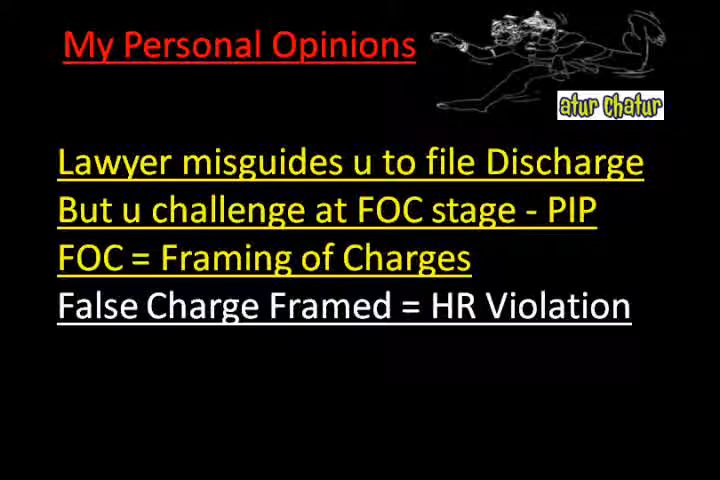 My Personal Opinions
atur chatur
Lawyer misguides u to file Discharge
But u challenge at FOC stage - PIP
FOC = Framing of Charges
False Charge Framed = HR Violation